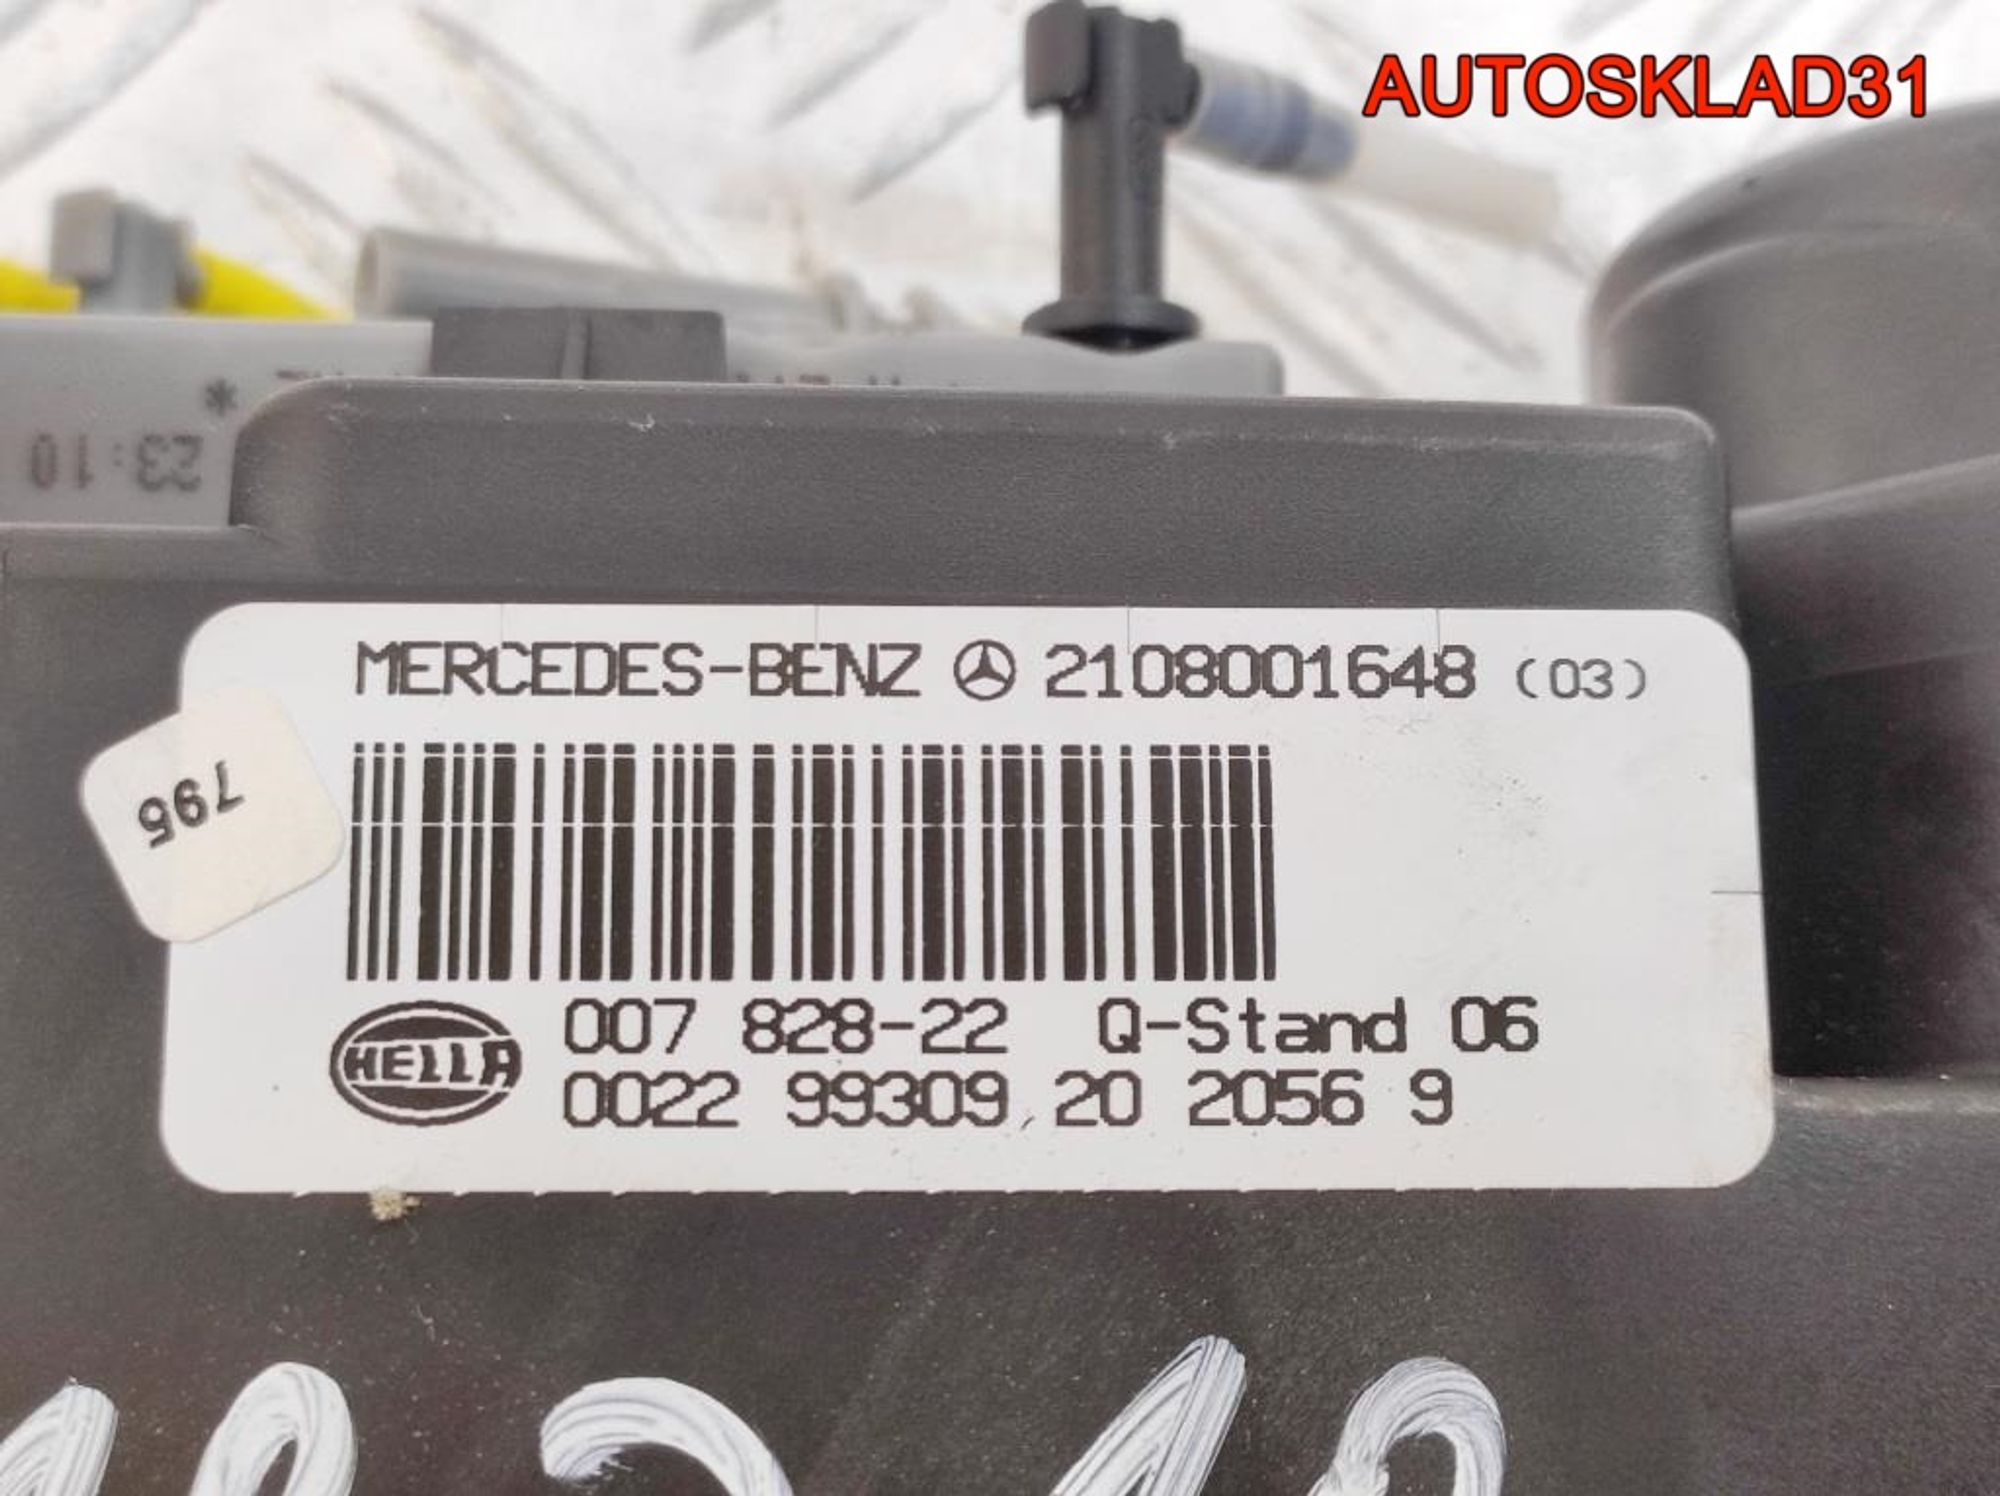 AUTOSKLAD31
*
23:10
MERCEDES-BENZ 2108001648 (03)
795
HELLA
007 828-22 Q-Stand 06
0022 99309 20 2056 9